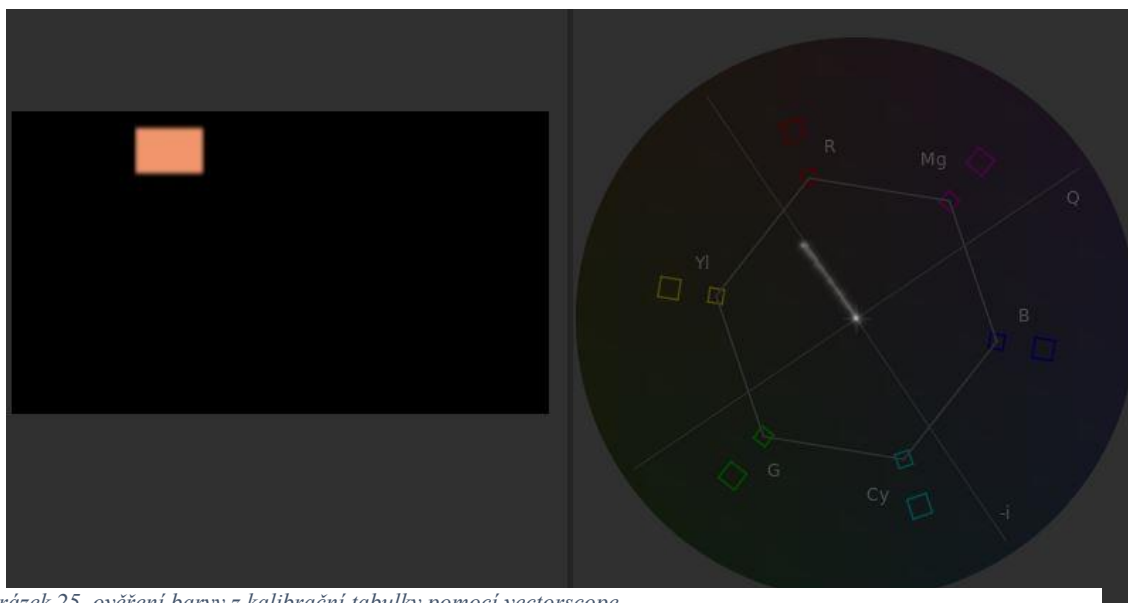 R
Mg
Q
Yl
B
G
Cy
-i
rázek 25, ověření barvy z kalibrační tabulky pomocí vectorscope